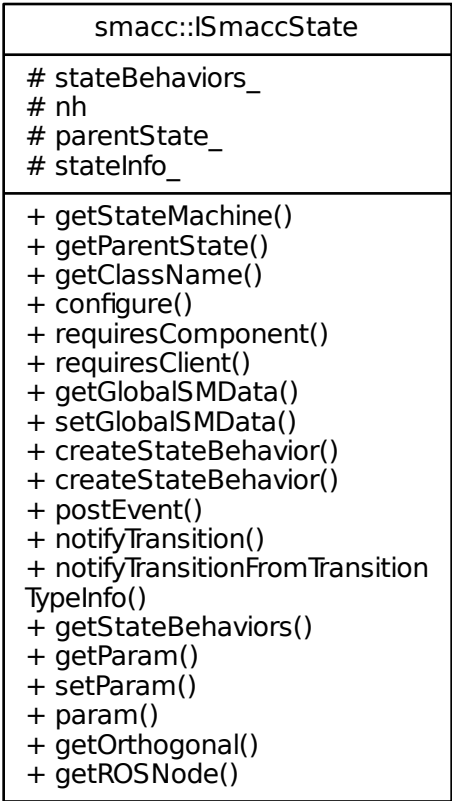 smacc::ISmaccState
# stateBehaviors_
# nh
# parentState_
# stateInfo_
+ getStateMachine()
+ getParentState()
+ getClassName()
+ configure()
+ requiresComponent()
+ requiresClient()
+ getGlobalSMData()
+ setGlobalSMData()
+ createStateBehavior()
+ createStateBehavior()
+ postEvent()
+ notifyTransition()
+ notifyTransitionFromTransition
TypeInfo()
+ getStateBehaviors()
+ getParam()
+ setParam()
+ param()
+ getOrthogonal()
+ getROSNode()